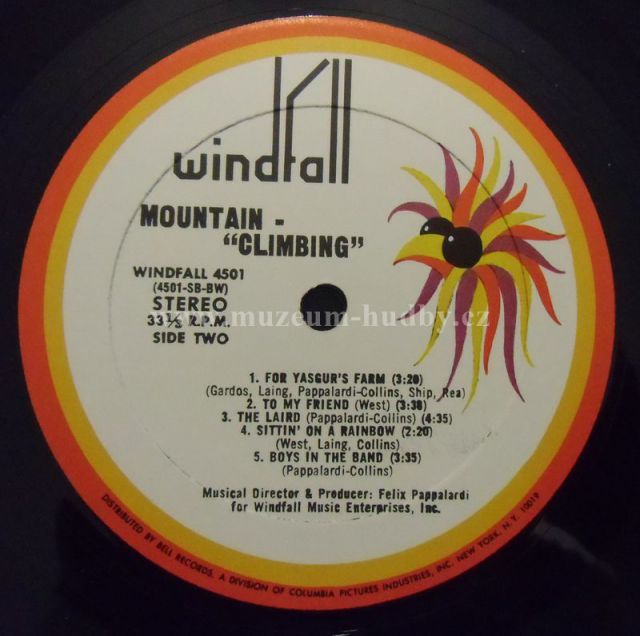 windfall
MOUNTAIN -
"CLIMBING"
WINDFALL 4501
(4501-SB-BW)
STEREO
33⅓ R.P.M.
SIDE TWO
www.muzeum-hudby.cz
1. FOR YASGUR'S FARM (3:20)
(Gardos, Laing, Pappalardi-Collins, Ship, Rea)
2. TO MY FRIEND (West) (3:38)
3. THE LAIRD (Pappalardi-Collins) (4:35)
4. SITTIN' ON A RAINBOW (2:20)
(West, Laing, Collins)
5. BOYS IN THE BAND (3:35)
(Pappalardi-Collins)
Musical Director & Producer: Felix Pappalardi
for Windfall Music Enterprises, Inc.
DISTRIBUTED BY BELL RECORDS, A DIVISION OF COLUMBIA PICTURES INDUSTRIES, INC. NEW YORK, N. Y. 10019